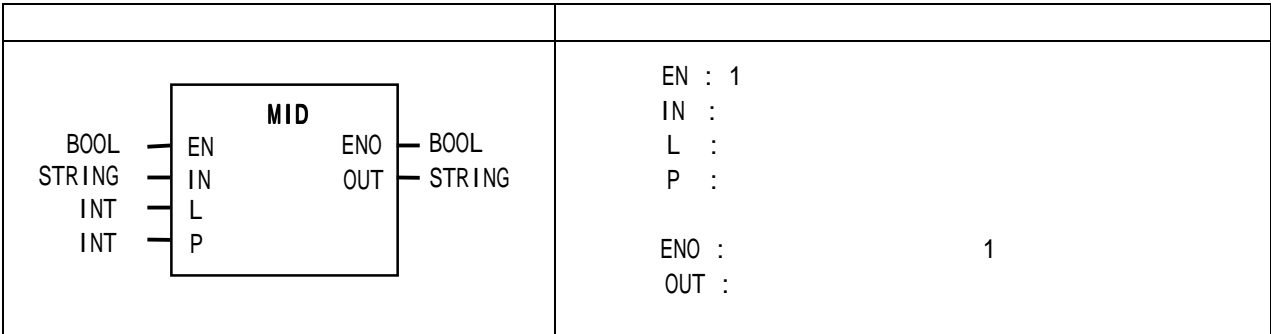 MID
BOOL EN ENO BOOL
STRING IN OUT STRING
INT L
INT P
EN : 1
IN :
L :
P :
ENO : 1
OUT :